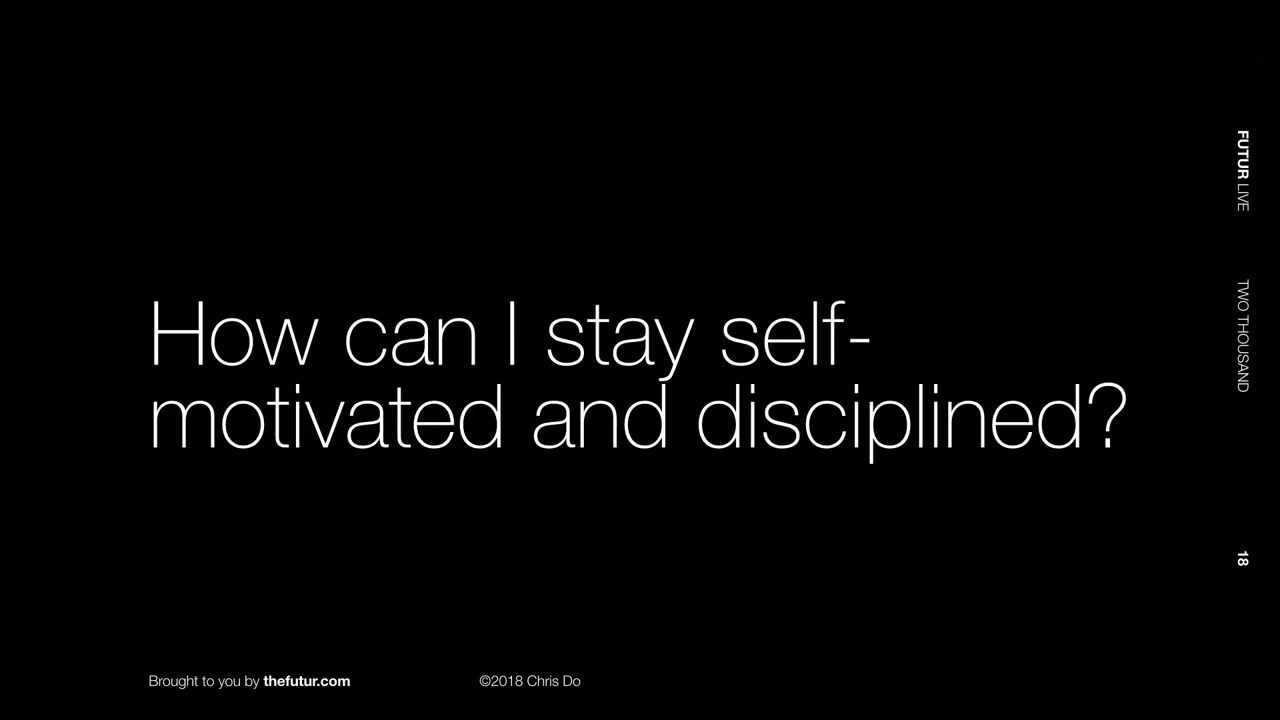 How can I stay self-
motivated and disciplined?
FUTUR LIVE
TWO THOUSAND
18
Brought to you by thefutur.com
©2018 Chris Do